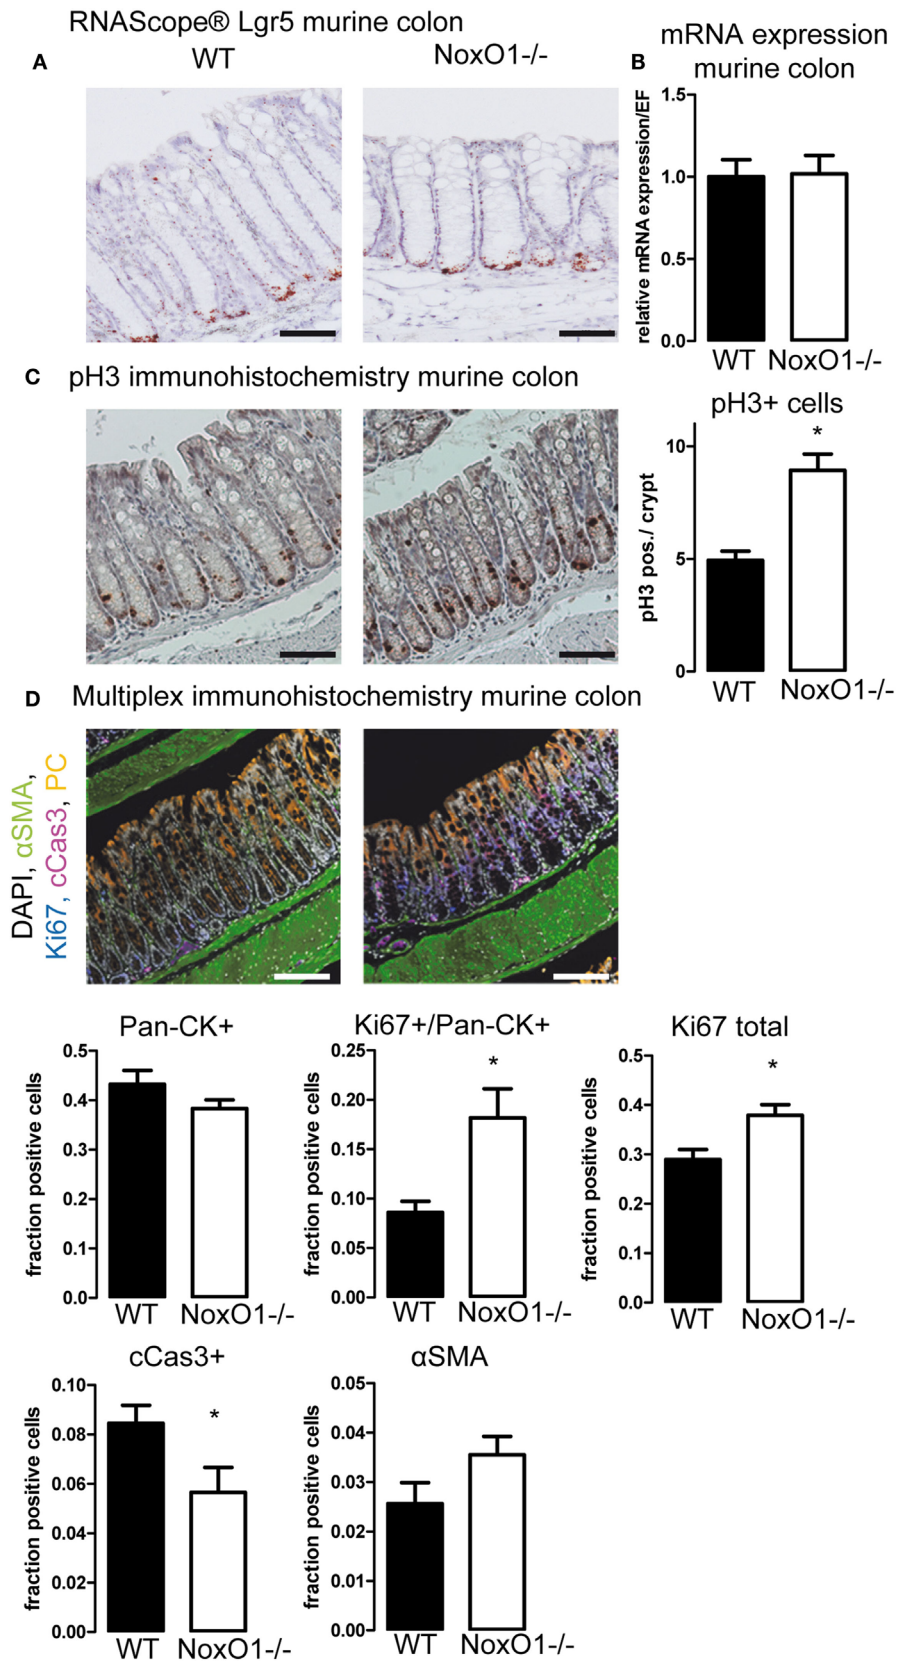 RNAScope® Lgr5 murine colon
A
WT
NoxO1-/-
B
mRNA expression
murine colon
relative mRNA expression/EF
1.5
1.0
0.5
0.0
WT
NoxO1-/-
C
pH3 immunohistochemistry murine colon
pH3+ cells
pH3 pos./ crypt
10
5
0
*
WT
NoxO1-/-
D
Multiplex immunohistochemistry murine colon
DAPI, αSMA,
Ki67, cCas3, PC
Pan-CK+
fraction positive cells
0.5
0.4
0.3
0.2
0.1
0.0
WT
NoxO1-/-
Ki67+/Pan-CK+
fraction positive cells
0.25
0.20
0.15
0.10
0.05
0.00
*
WT
NoxO1-/-
Ki67 total
fraction positive cells
0.5
0.4
0.3
0.2
0.1
0.0
*
WT
NoxO1-/-
cCas3+
fraction positive cells
0.10
0.08
0.06
0.04
0.02
0.00
*
WT
NoxO1-/-
αSMA
fraction positive cells
0.05
0.04
0.03
0.02
0.01
0.00
WT
NoxO1-/-